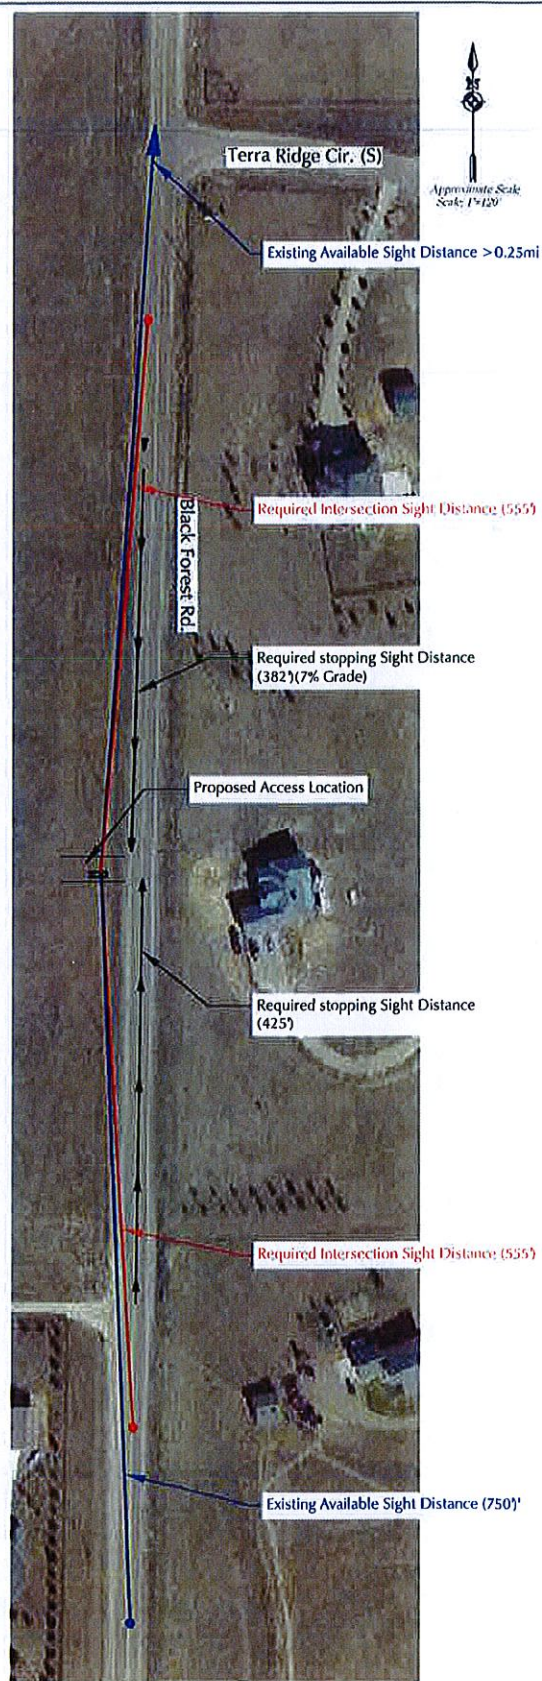 Terra Ridge Cir. (S)
Approximate Scale
Scale; 1"=120'
Existing Available Sight Distance >0.25mi
Required Intersection Sight Distance (555')
Black Forest Rd.
Required stopping Sight Distance
(382')(7% Grade)
Proposed Access Location
Required stopping Sight Distance
(425')
Required Intersection Sight Distance (555')
Existing Available Sight Distance (750')'